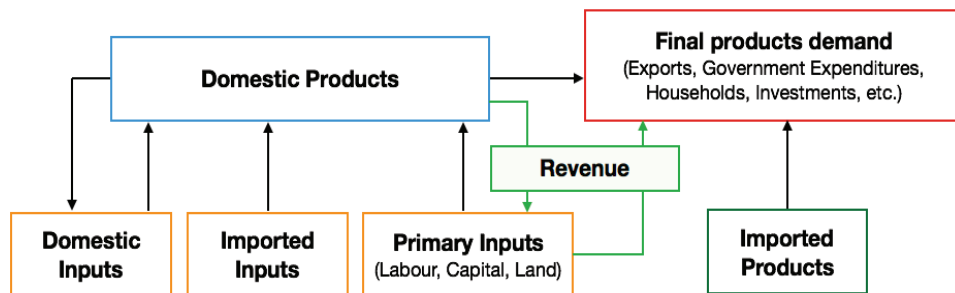 Final products demand
(Exports, Government Expenditures,
Households, Investments, etc.)
Domestic Products
Revenue
Domestic
Inputs
Imported
Inputs
Primary Inputs
(Labour, Capital, Land)
Imported
Products